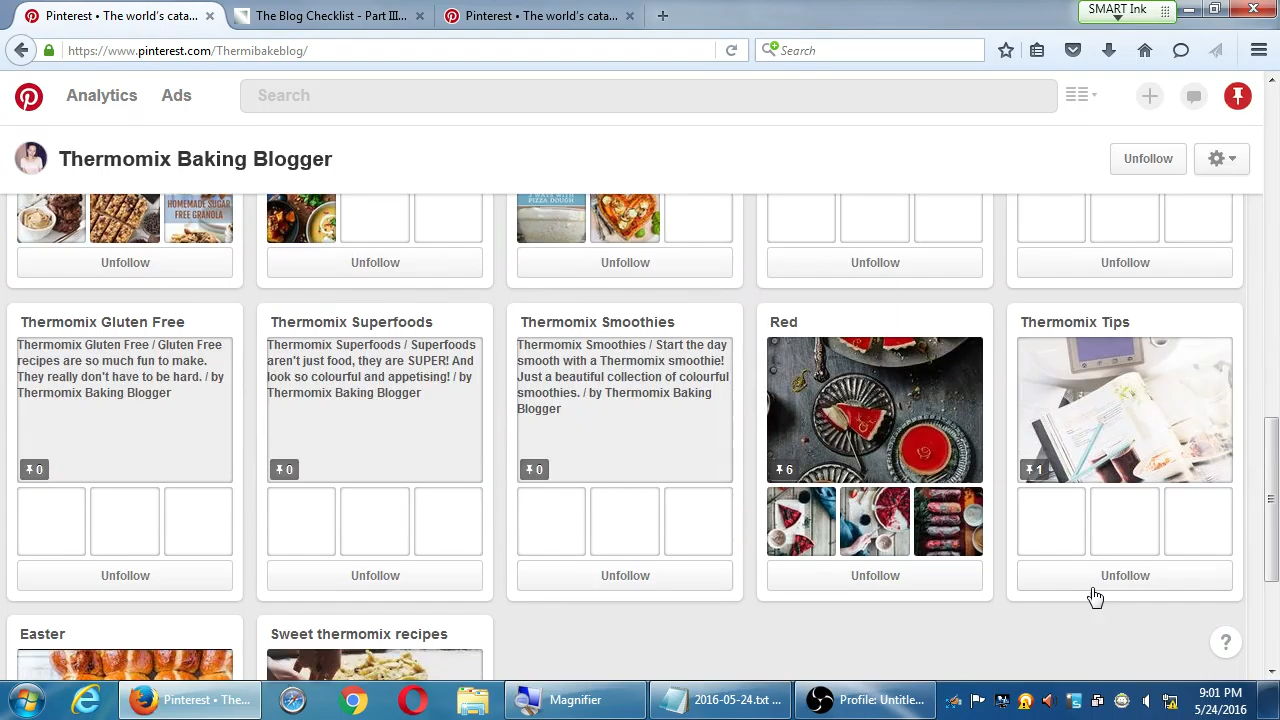 Pinterest • The world's cata...
The Blog Checklist - Part III...
Pinterest • The world's cata...
SMART Ink
https://www.pinterest.com/Thermibakeblog/
Search
Analytics
Ads
Search
Thermomix Baking Blogger
Unfollow
HOMEMADE SUGAR
FREE GRANOLA
PIZZA DOUGH
Unfollow
Unfollow
Unfollow
Unfollow
Unfollow
Thermomix Gluten Free
Thermomix Gluten Free / Gluten Free
recipes are so much fun to make.
They really don't have to be hard. / by
Thermomix Baking Blogger
0
Unfollow
Thermomix Superfoods
Thermomix Superfoods / Superfoods
aren't just food, they are SUPER! And
look so colourful and appetising! / by
Thermomix Baking Blogger
0
Unfollow
Thermomix Smoothies
Thermomix Smoothies / Start the day
smooth with a Thermomix smoothie!
Just a beautiful collection of colourful
smoothies. / by Thermomix Baking
Blogger
0
Unfollow
Red
6
Unfollow
Thermomix Tips
1
Unfollow
Easter
Sweet thermomix recipes
?
Pinterest • The...
Magnifier
2016-05-24.txt ...
Profile: Untitle...
9:01 PM
5/24/2016